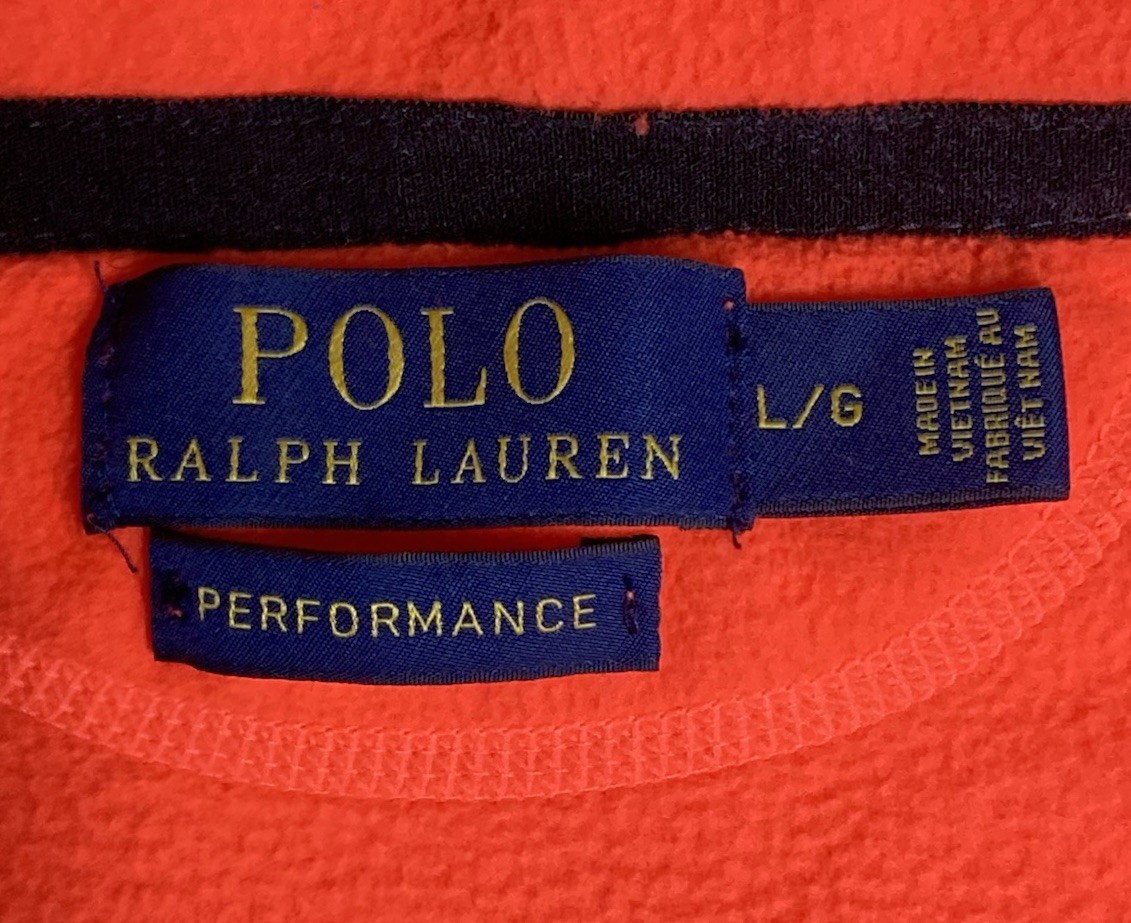 POLO
RALPH LAUREN
L/G
MADE IN
VIETNAM
FABRIQUÉ AU
VIÊT NAM
PERFORMANCE